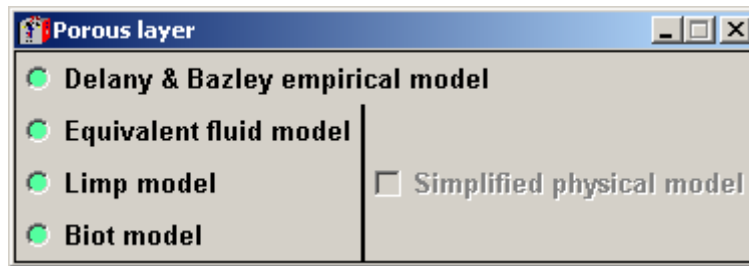 Porous layer
Delany & Bazley empirical model
Equivalent fluid model
Limp model
Simplified physical model
Biot model